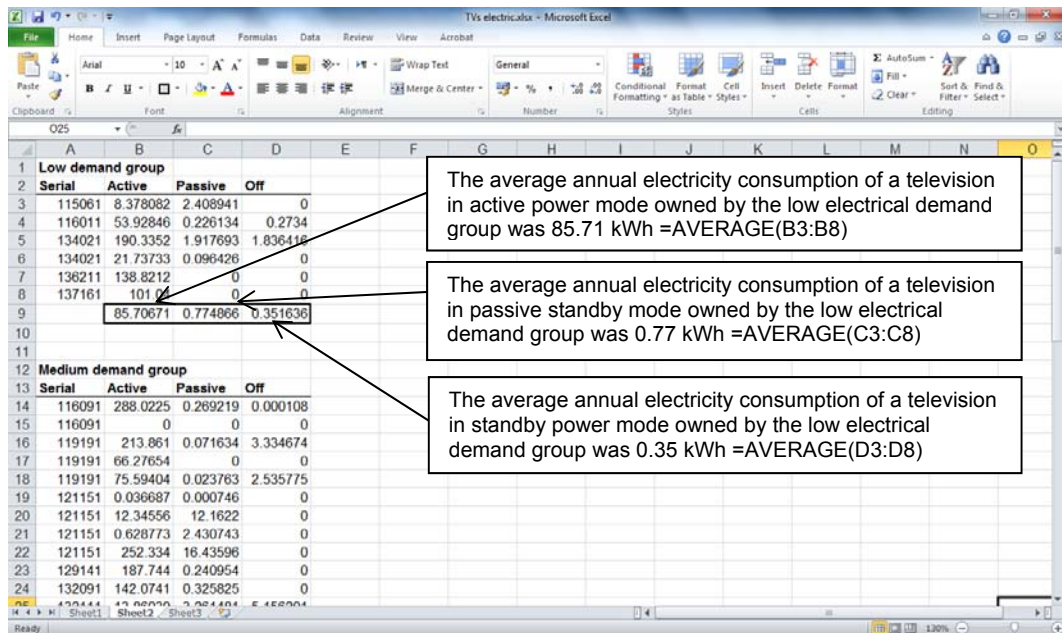 TVs electric.xlsx - Microsoft Excel
File Home Insert Page Layout Formulas Data Review View Acrobat
Paste
Arial 10 A A
B I U A
Wrap Text
Merge & Center
General
% ,
Conditional Formatting
Format as Table
Cell Styles
Insert Delete Format
Σ AutoSum
Fill
Clear
Sort & Filter
Find & Select
Clipboard Font Alignment Number Styles Cells Editing
O25 fx
A B C D E F G H I J K L M N O
1 Low demand group
2 Serial Active Passive Off
3 115061 8.378082 2.408941 0
4 116011 53.92846 0.226134 0.2734
5 134021 190.3352 1.917693 1.836416
6 134021 21.73733 0.096426 0
7 136211 138.8212 0 0
8 137161 0 0
9 85.70671 0.774866 0.351636
10
11
12 Medium demand group
13 Serial Active Passive Off
14 116091 288.0225 0.269219 0.000108
15 116091 0 0 0
16 119191 213.861 0.071634 3.334674
17 119191 66.27654 0 0
18 119191 75.59404 0.023763 2.535775
19 121151 0.036687 0.000746 0
20 121151 12.34556 12.1622 0
21 121151 0.628773 2.430743 0
22 121151 252.334 16.43596 0
23 129141 187.744 0.240954 0
24 132091 142.0741 0.325825 0
The average annual electricity consumption of a television
in active power mode owned by the low electrical demand
group was 85.71 kWh =AVERAGE(B3:B8)
The average annual electricity consumption of a television
in passive standby mode owned by the low electrical
demand group was 0.77 kWh =AVERAGE(C3:C8)
The average annual electricity consumption of a television
in standby power mode owned by the low electrical
demand group was 0.35 kWh =AVERAGE(D3:D8)
Sheet1 Sheet2 Sheet3
Ready 130%